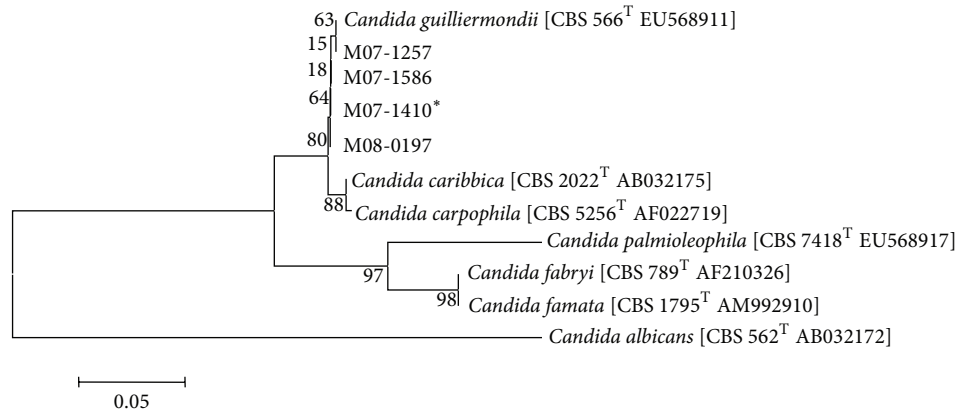 63 Candida guilliermondii [CBS 566ᵀ EU568911]
15 M07-1257
18 M07-1586
64 M07-1410*
80 M08-0197
Candida caribbica [CBS 2022ᵀ AB032175]
88 Candida carpophila [CBS 5256ᵀ AF022719]
Candida palmioleophila [CBS 7418ᵀ EU568917]
97 Candida fabryi [CBS 789ᵀ AF210326]
98 Candida famata [CBS 1795ᵀ AM992910]
Candida albicans [CBS 562ᵀ AB032172]
0.05